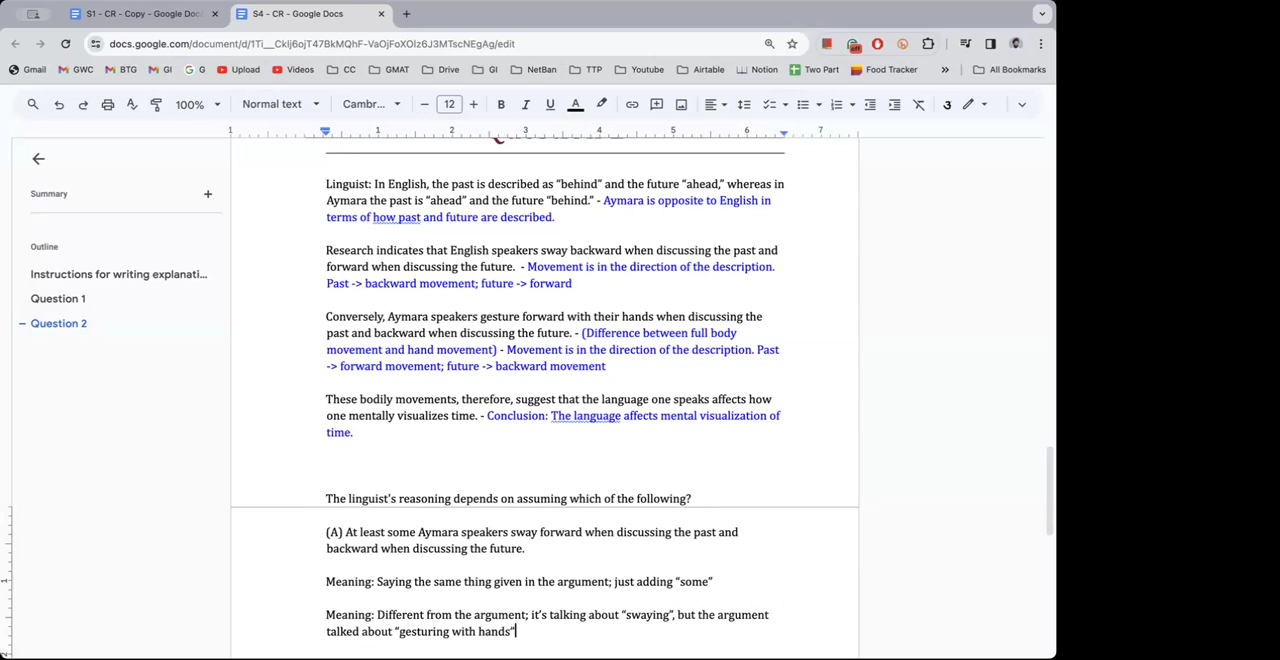 S1 - CR - Copy - Google Doc
S4 - CR - Google Docs
docs.google.com/document/d/1Ti__CkIj6ojT47BkMQhF-VaOjFoXOIz6J3MTscNEgAg/edit
Gmail GWC BTG GI G Upload Videos CC GMAT Drive GI NetBan TTP Youtube Airtable Notion Two Part Food Tracker » All Bookmarks
100% Normal text Cambr... − 12 + B I U A
1 1 2 3 4 5 6 7
Summary
Outline
Instructions for writing explanati...
Question 1
Question 2
Linguist: In English, the past is described as “behind” and the future “ahead,” whereas in
Aymara the past is “ahead” and the future “behind.” - Aymara is opposite to English in
terms of how past and future are described.
Research indicates that English speakers sway backward when discussing the past and
forward when discussing the future. - Movement is in the direction of the description.
Past -> backward movement; future -> forward
Conversely, Aymara speakers gesture forward with their hands when discussing the
past and backward when discussing the future. - (Difference between full body
movement and hand movement) - Movement is in the direction of the description. Past
-> forward movement; future -> backward movement
These bodily movements, therefore, suggest that the language one speaks affects how
one mentally visualizes time. - Conclusion: The language affects mental visualization of
time.
The linguist's reasoning depends on assuming which of the following?
(A) At least some Aymara speakers sway forward when discussing the past and
backward when discussing the future.
Meaning: Saying the same thing given in the argument; just adding “some”
Meaning: Different from the argument; it’s talking about “swaying”, but the argument
talked about “gesturing with hands”